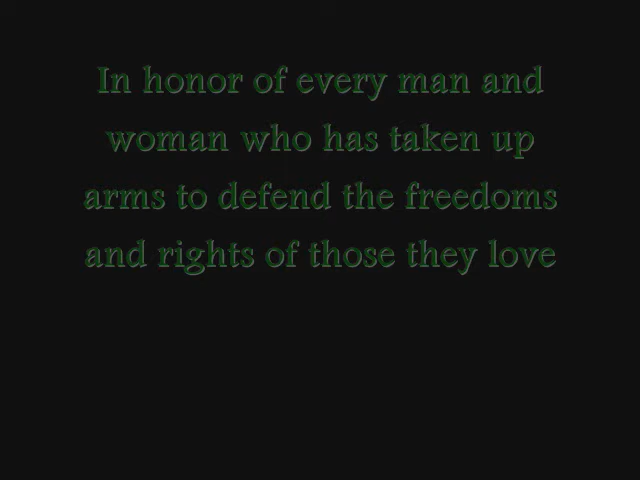 In honor of every man and
woman who has taken up
arms to defend the freedoms
and rights of those they love